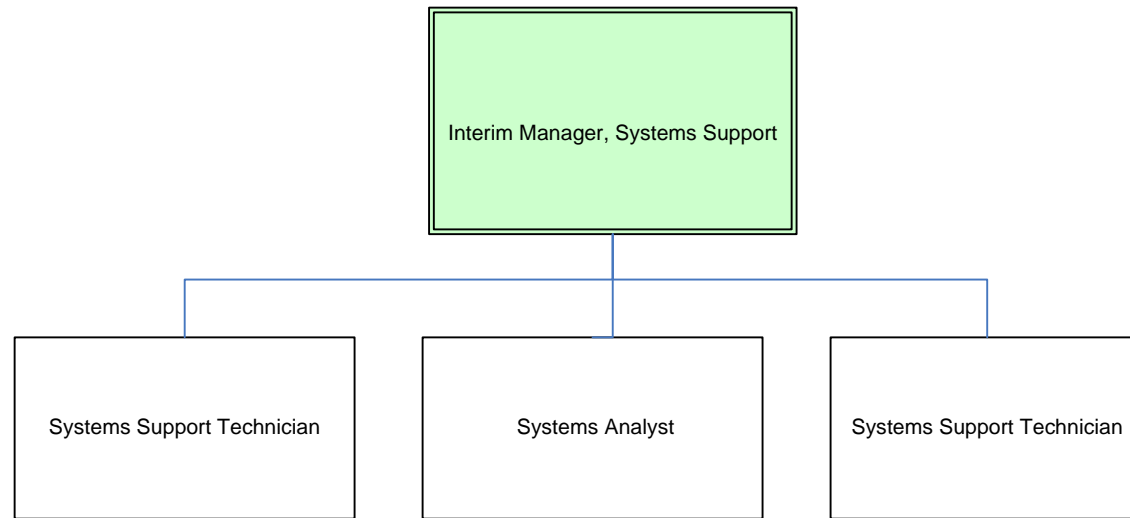 Interim Manager, Systems Support
Systems Support Technician
Systems Analyst
Systems Support Technician